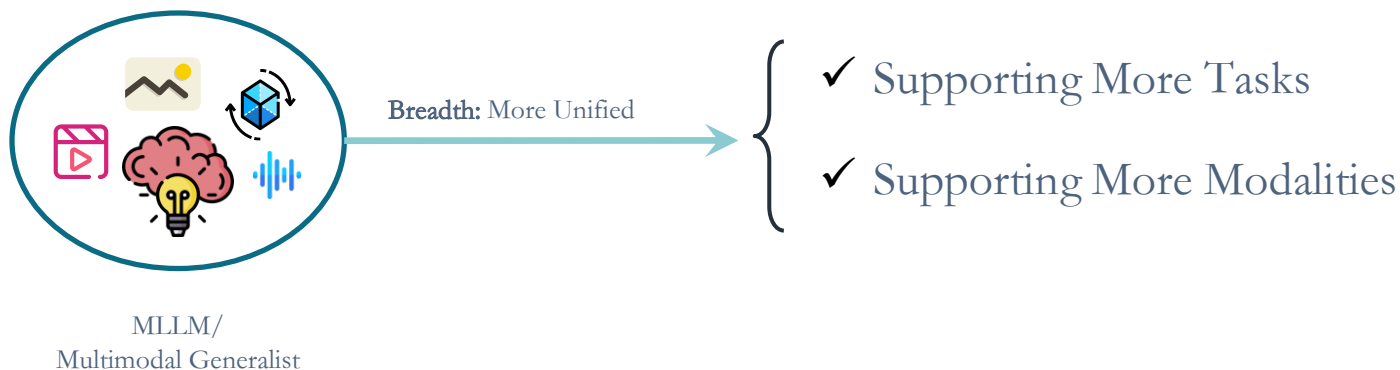 Breadth: More Unified
Supporting More Tasks
Supporting More Modalities
MLLM/
Multimodal Generalist